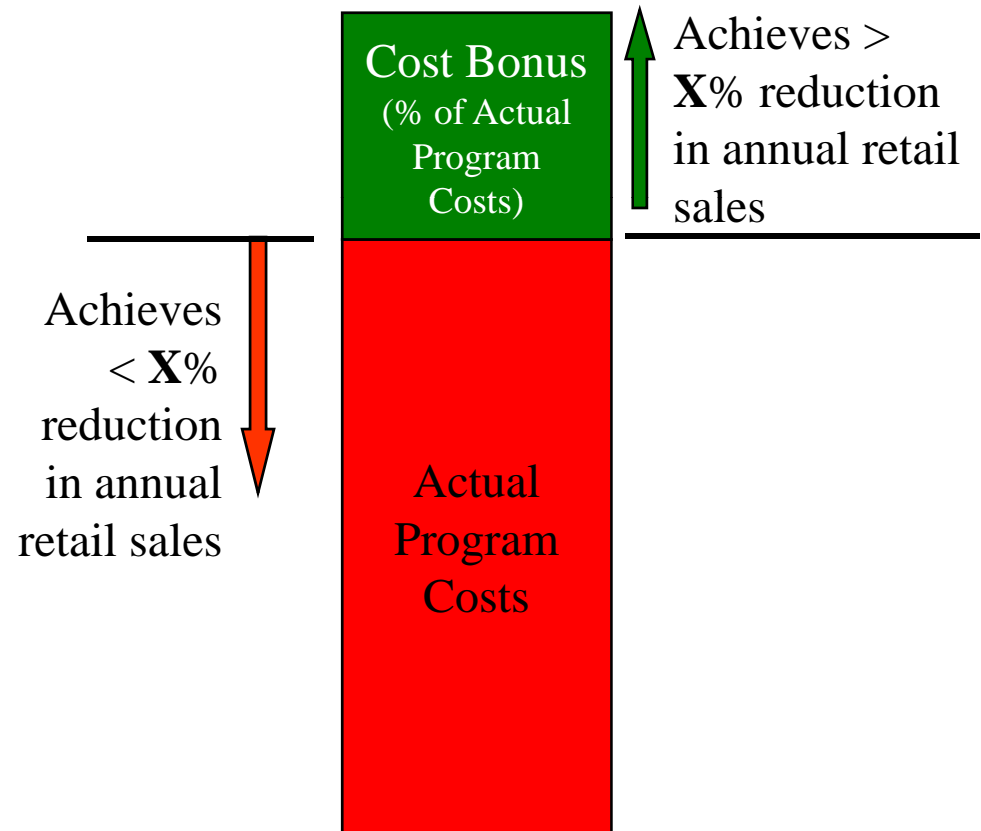 Cost Bonus
(% of Actual
Program
Costs)
Achieves >
X% reduction
in annual retail
sales
Achieves
< X%
reduction
in annual
retail sales
Actual
Program
Costs